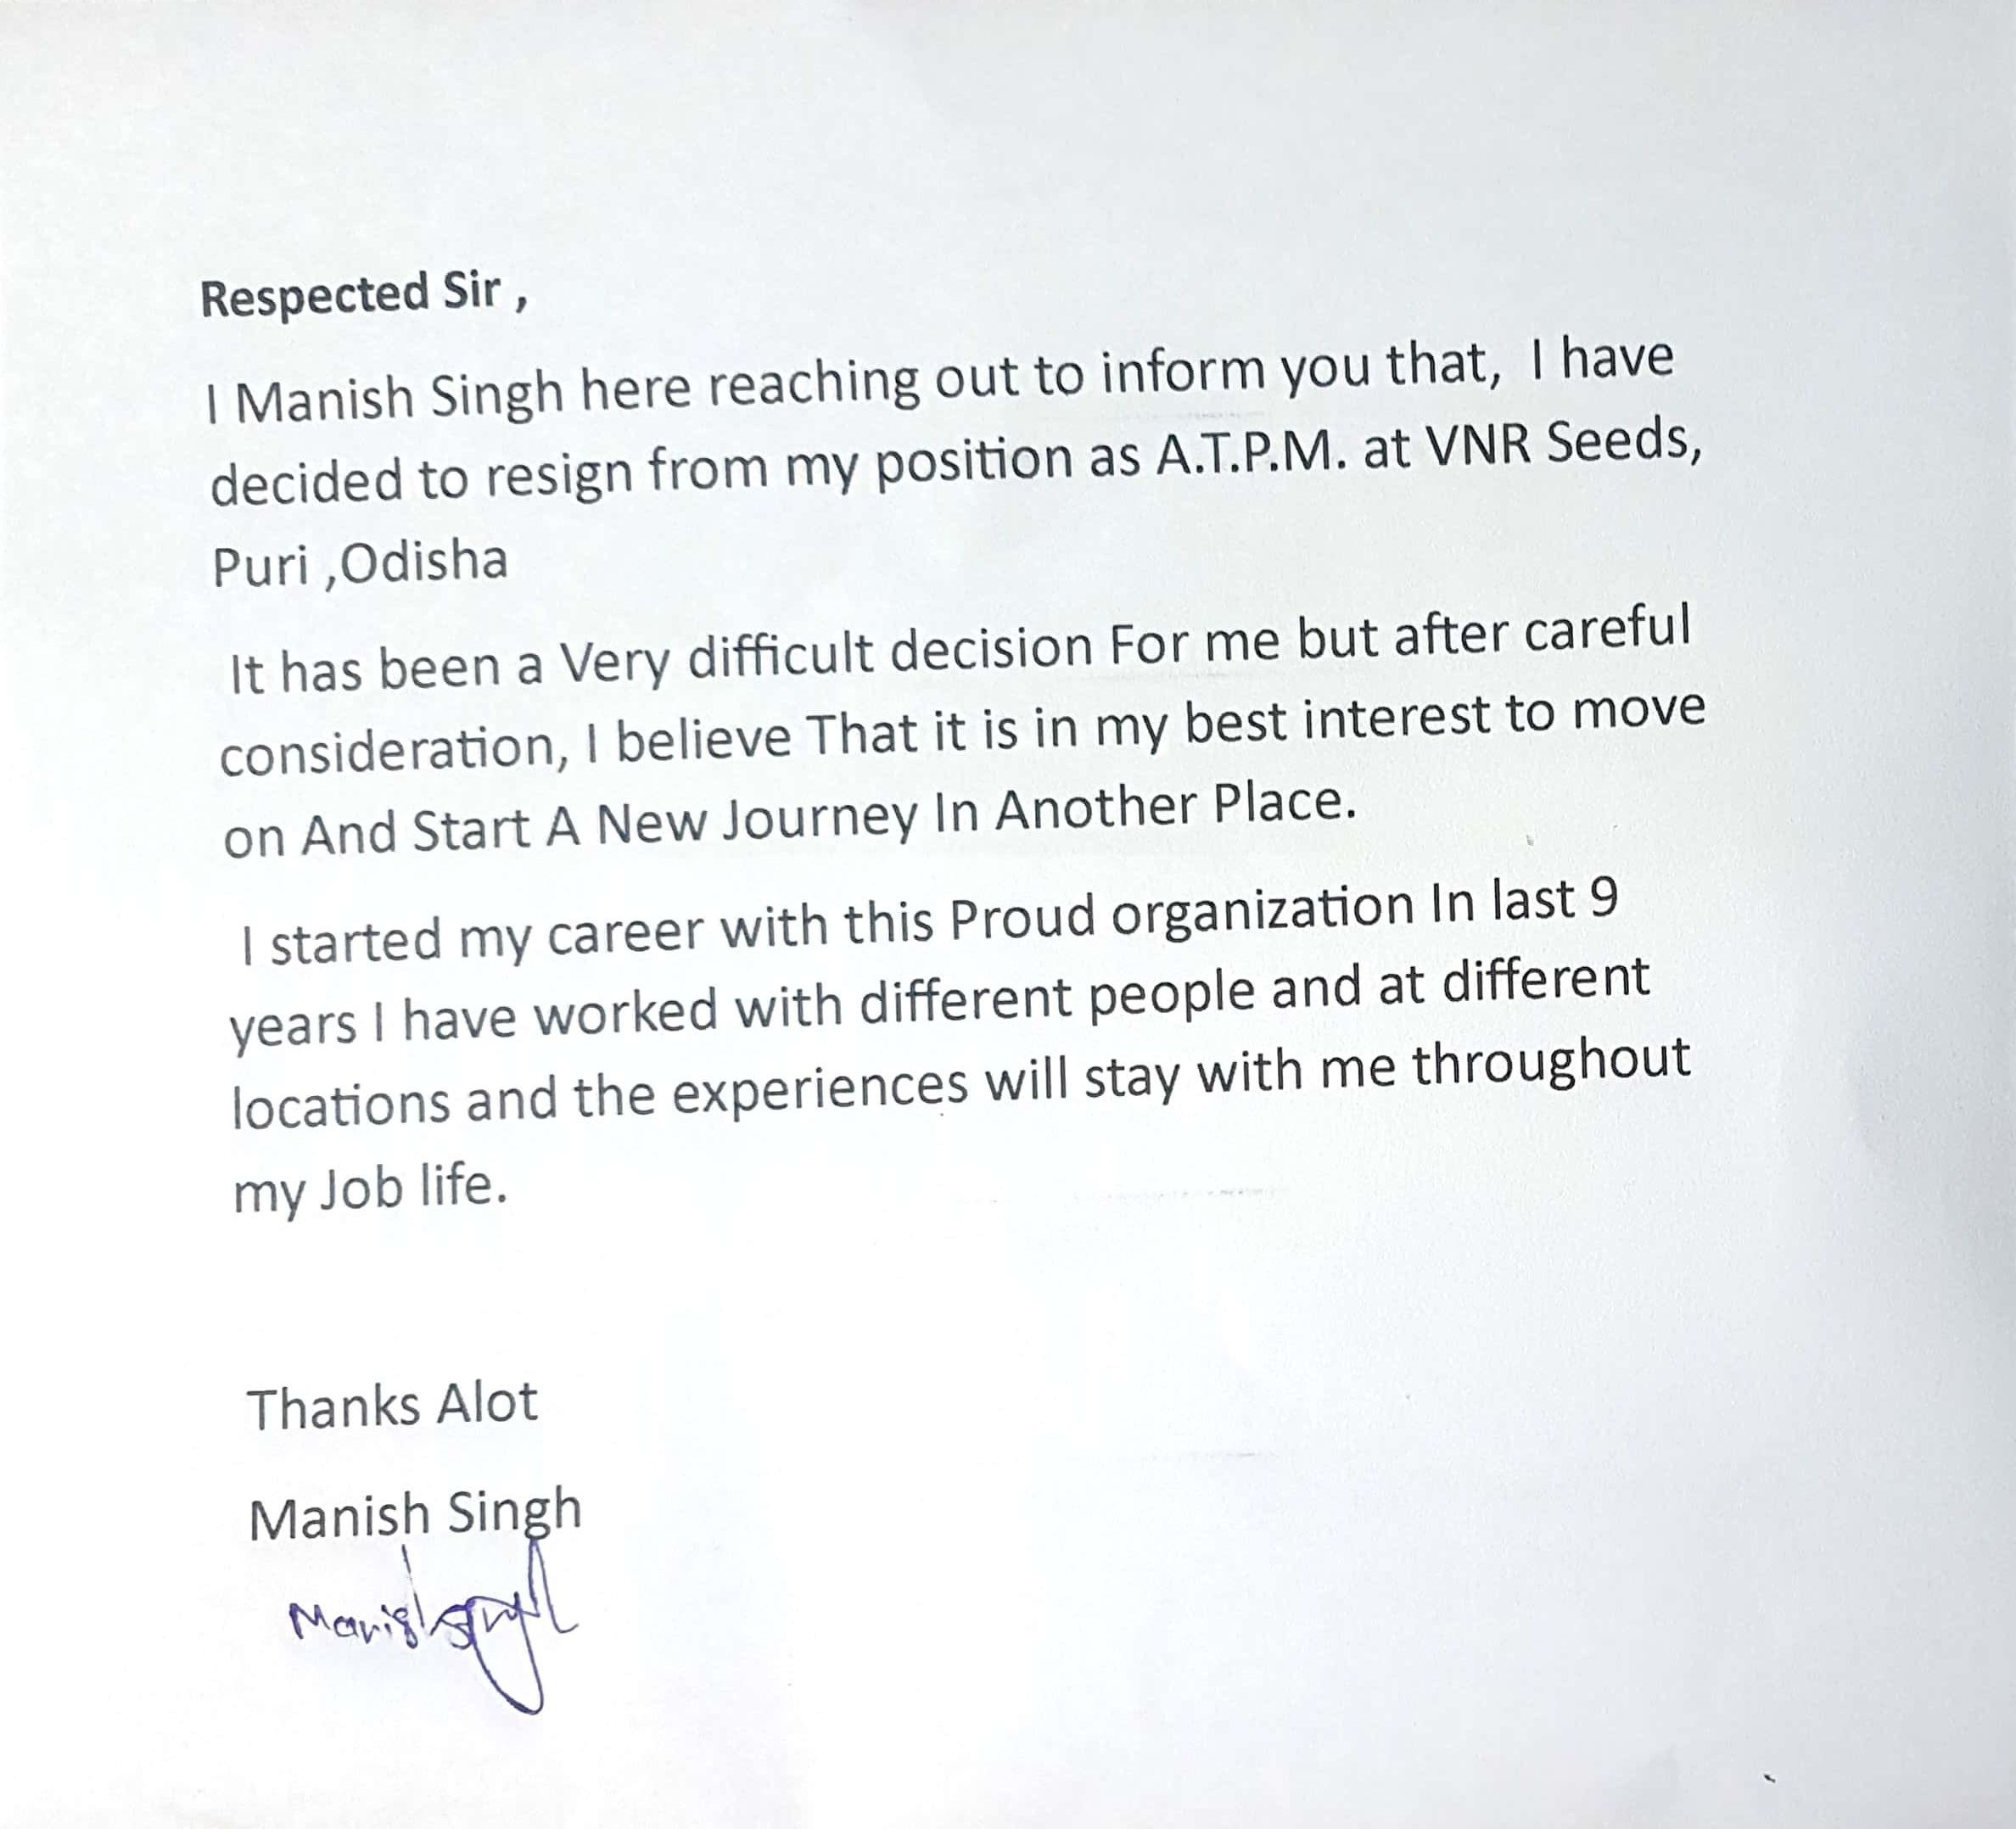 Respected Sir ,
I Manish Singh here reaching out to inform you that, I have
decided to resign from my position as A.T.P.M. at VNR Seeds,
Puri ,Odisha
It has been a Very difficult decision For me but after careful
consideration, I believe That it is in my best interest to move
on And Start A New Journey In Another Place.
I started my career with this Proud organization In last 9
years I have worked with different people and at different
locations and the experiences will stay with me throughout
my Job life.
Thanks Alot
Manish Singh
Manish Singh